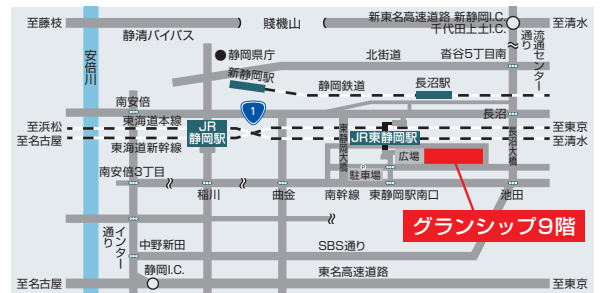 至藤枝
賤機山
新東名高速道路 新静岡I.C.
千代田上土I.C.
至清水
静清バイパス
流通センター
通り
安倍川
●静岡県庁
北街道
沓谷5丁目南
新静岡駅
静岡鉄道
長沼駅
南安倍
1
長沼
至浜松
東海道本線
JR
静岡駅
東静岡大橋
JR東静岡駅
長沼大橋
至東京
至名古屋
東海道新幹線
至清水
広場
P
駐車場
南安倍3丁目
稲川
曲金
南幹線
東静岡駅南口
池田
グランシップ9階
インター
通り
中野新田
SBS通り
静岡I.C.
至名古屋
東名高速道路
至東京